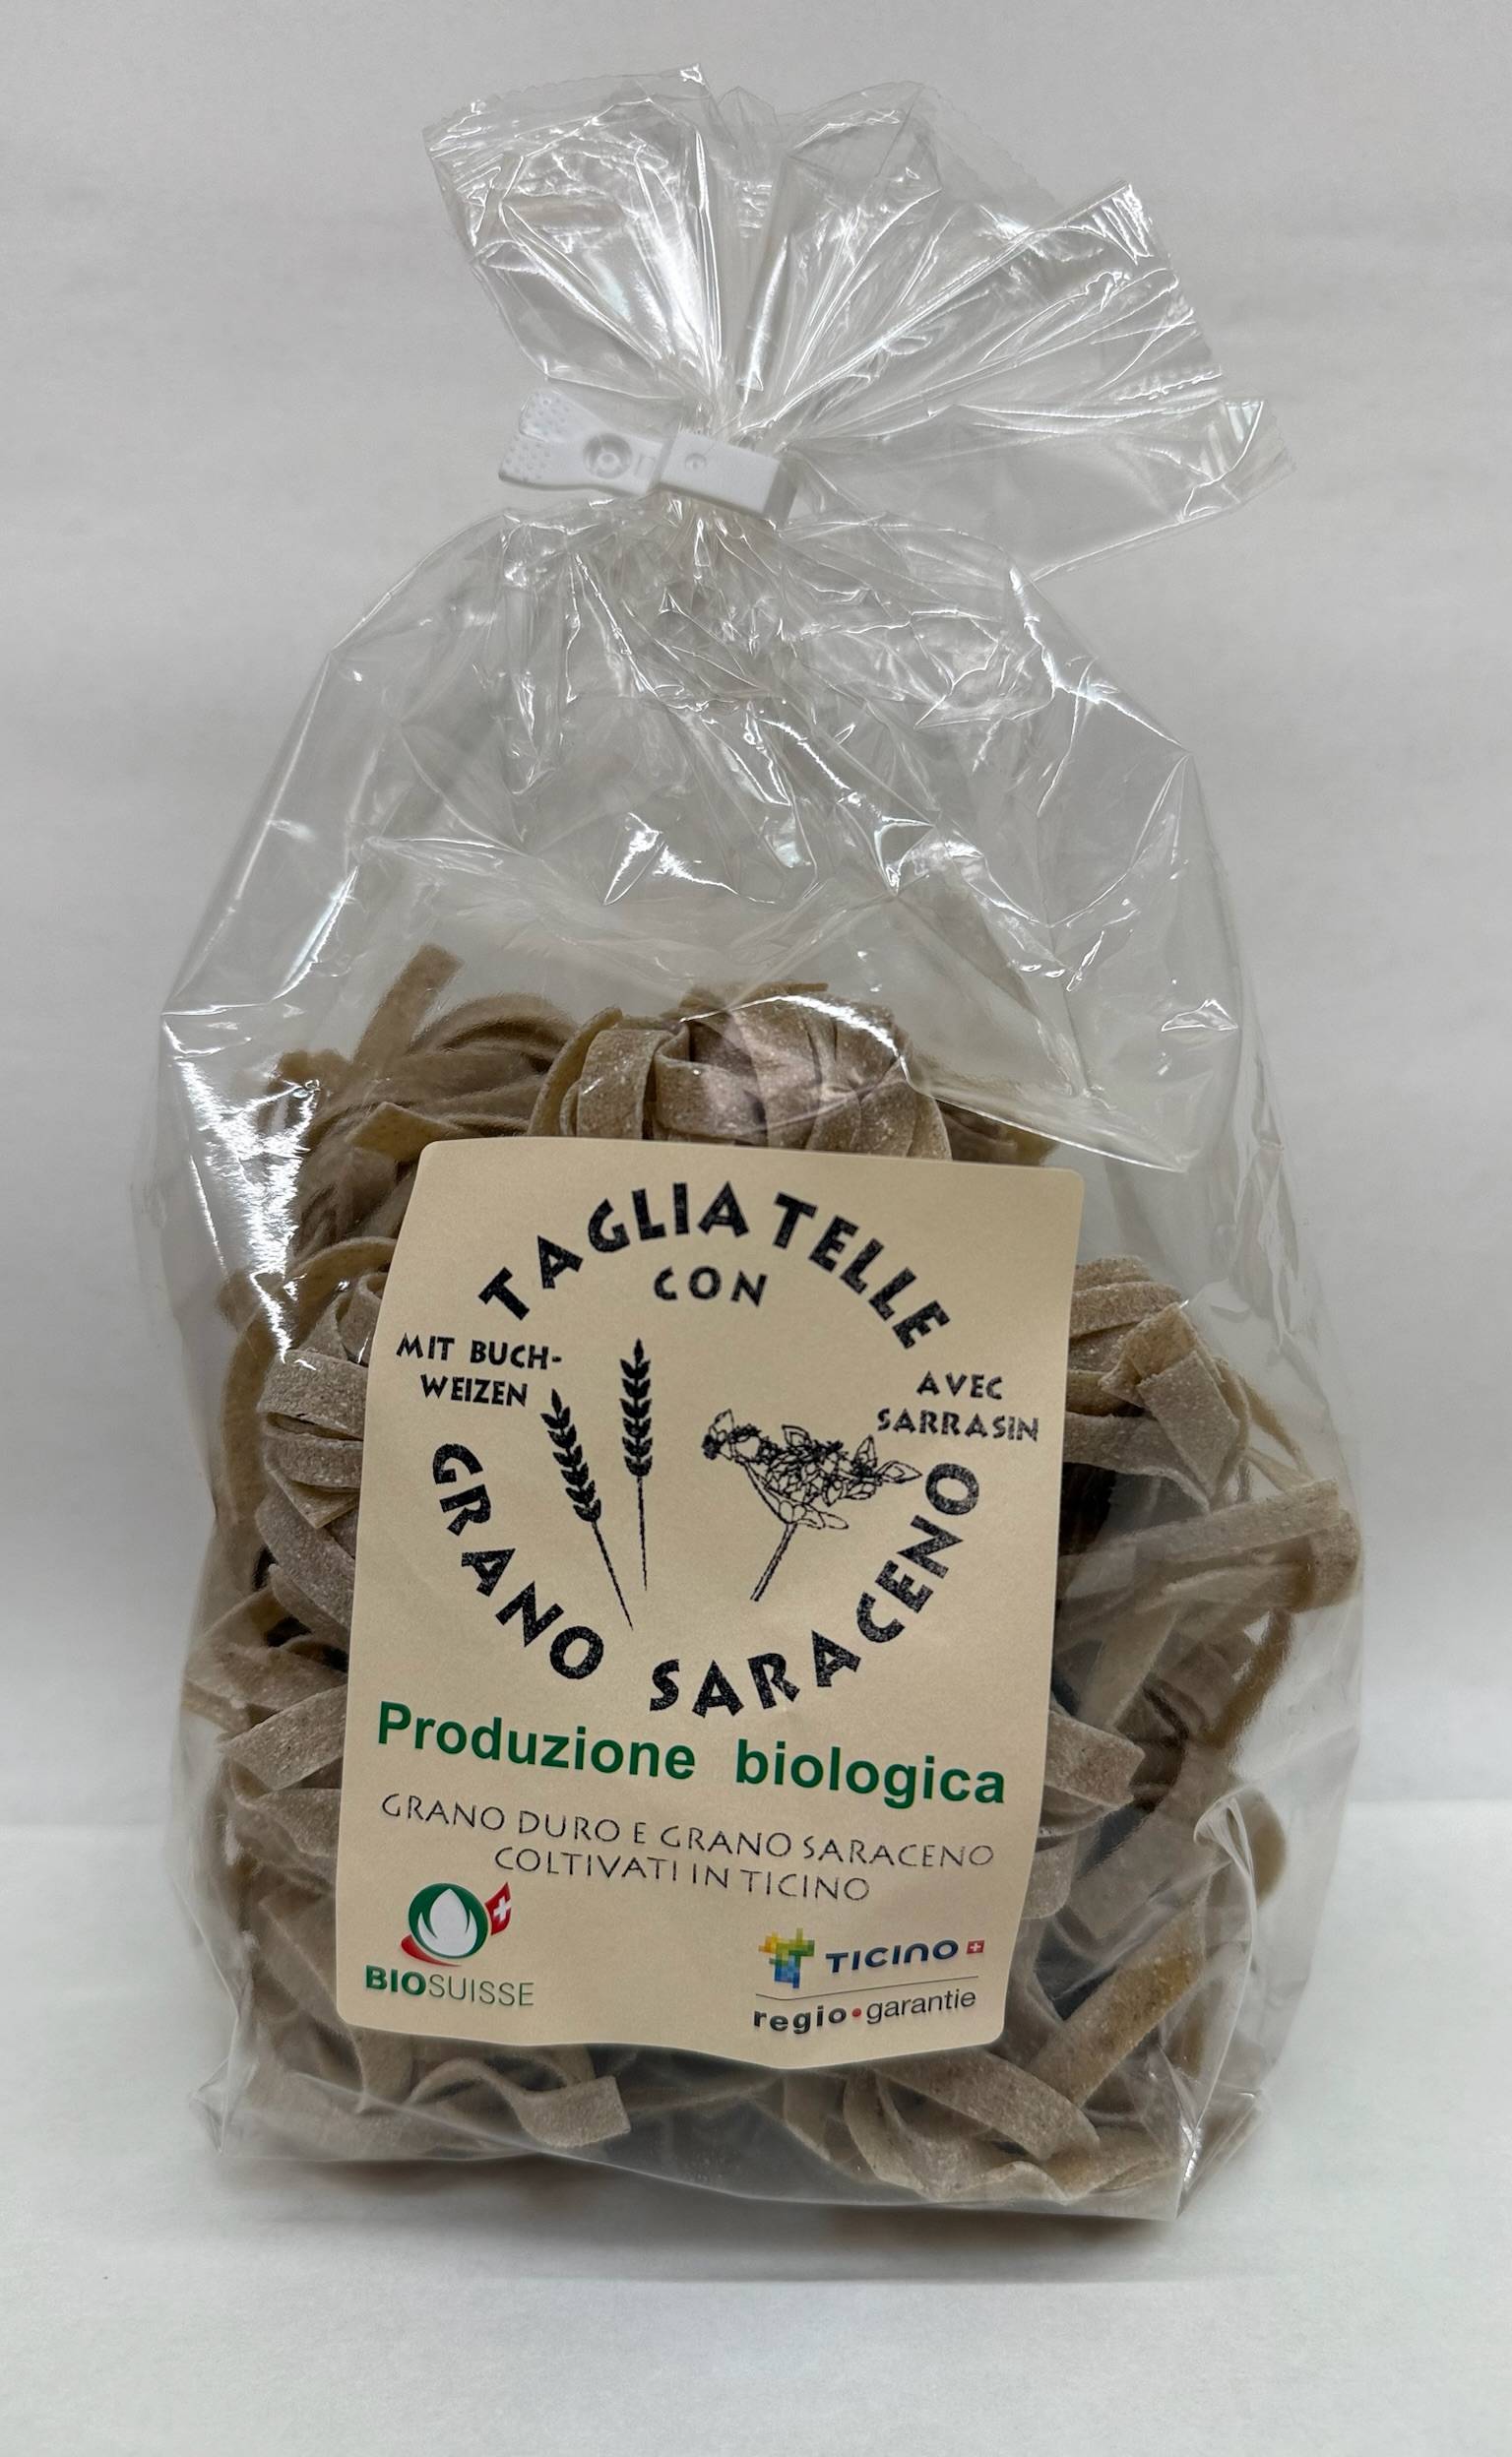 TAGLIATELLE
CON
MIT BUCH-
WEIZEN
AVEC
SARRASIN
GRANO SARACENO
Produzione biologica
GRANO DURO E GRANO SARACENO
COLTIVATI IN TICINO
BIOSUISSE
TICINO
regio•garantie